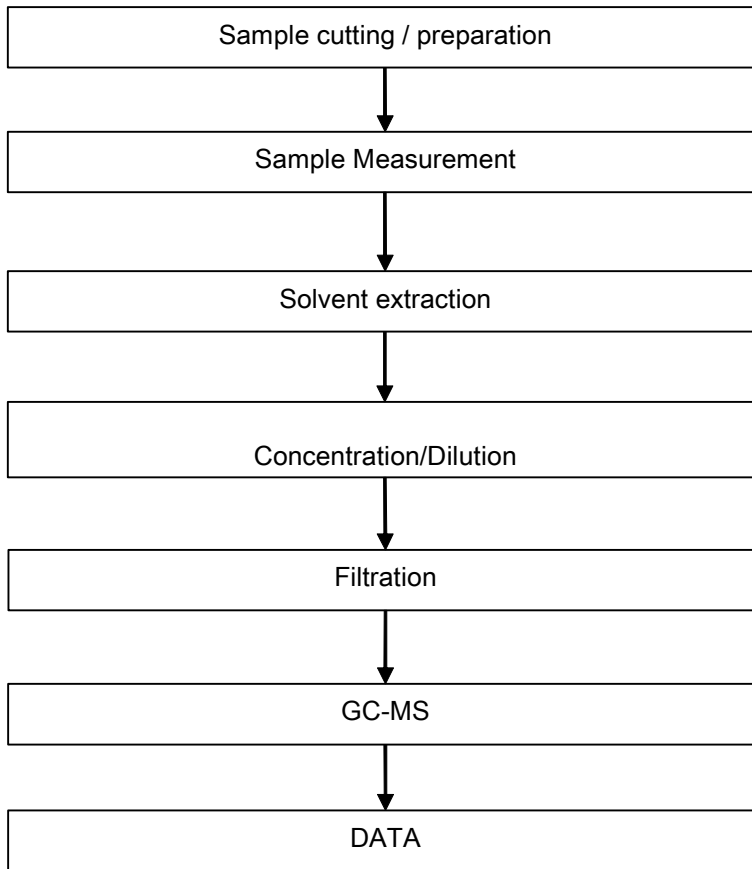 Sample cutting / preparation
Sample Measurement
Solvent extraction
Concentration/Dilution
Filtration
GC-MS
DATA